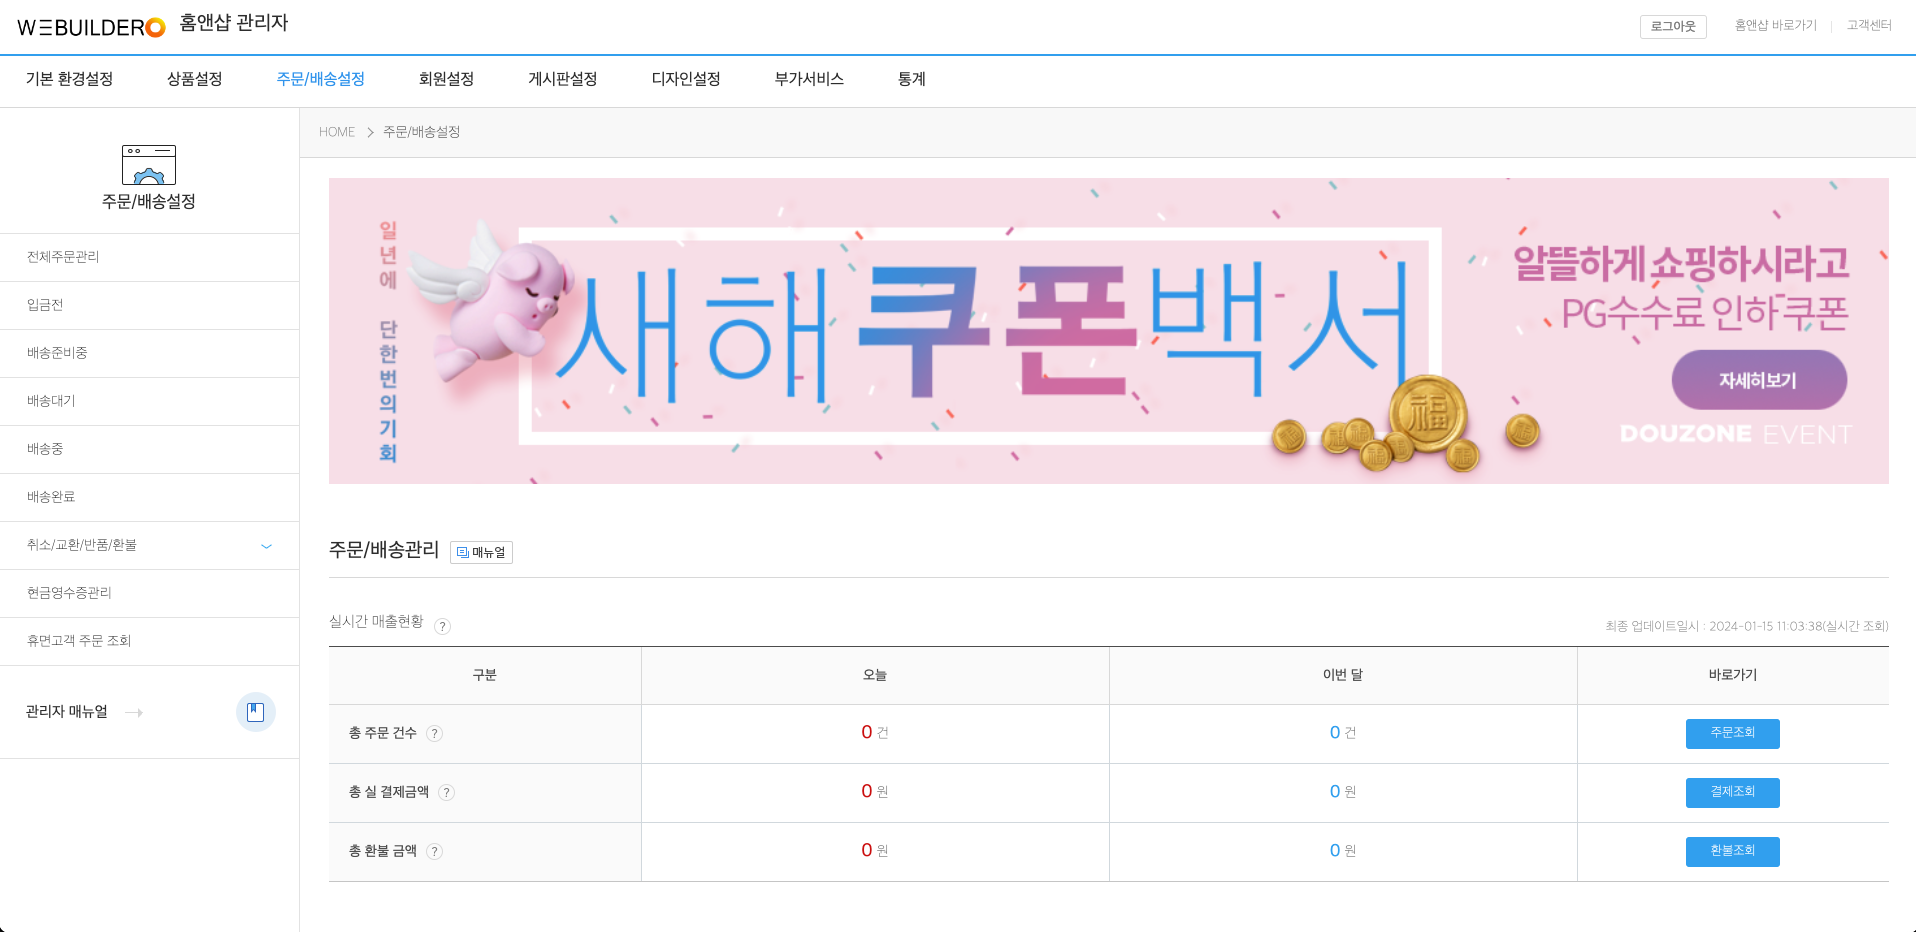 WEBUILDER 홈앤샵 관리자
로그아웃 홈앤샵 바로가기 고객센터
기본 환경설정 상품설정 주문/배송설정 회원설정 게시판설정 디자인설정 부가서비스 통계
주문/배송설정
전체주문관리
입금전
배송준비중
배송대기
배송중
배송완료
취소/교환/반품/환불
현금영수증관리
휴면고객 주문 조회
관리자 매뉴얼
HOME > 주문/배송설정
일년에 단한번의기회
새해쿠폰백서
福
알뜰하게 쇼핑하시라고
PG수수료 인하 쿠폰
자세히보기
DOUZONE EVENT
주문/배송관리 매뉴얼
실시간 매출현황 ?
최종 업데이트일시 : 2024-01-15 11:03:38(실시간 조회)
구분 오늘 이번 달 바로가기
총 주문 건수 ? 0 건 0 건 주문조회
총 실 결제금액 ? 0 원 0 원 결제조회
총 환불 금액 ? 0 원 0 원 환불조회